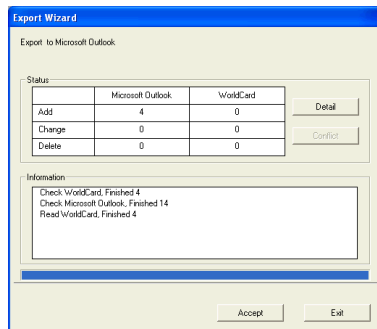 Export Wizard
Export to Microsoft Outlook
Status
Microsoft Outlook WorldCard
Add 4 0 Detail
Change 0 0 Conflict
Delete 0 0
Information
Check WorldCard, Finished 4
Check Microsoft Outlook, Finished 14
Read WorldCard, Finished 4
Accept Exit